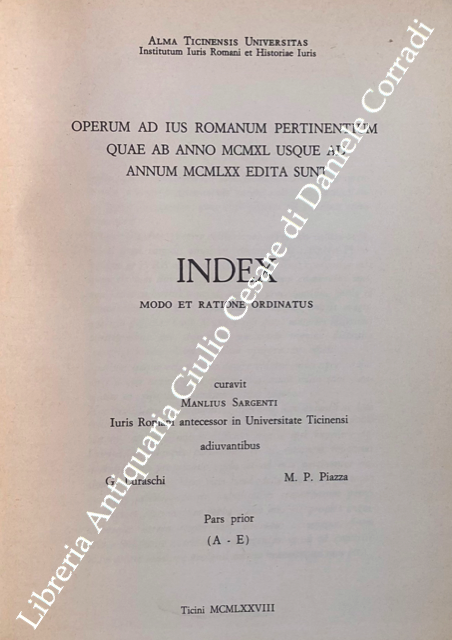 ALMA TICINENSIS UNIVERSITAS
Institutum Iuris Romani et Historiae Iuris
OPERUM AD IUS ROMANUM PERTINENTIUM
QUAE AB ANNO MCMXL USQUE AD
ANNUM MCMLXX EDITA SUNT
INDEX
MODO ET RATIONE ORDINATUS
curavit
MANLIUS SARGENTI
Iuris Romani antecessor in Universitate Ticinensi
adiuvantibus
G. Luraschi M. P. Piazza
Pars prior
(A - E)
Ticini MCMLXXVIII
Libreria Antiquaria Giulio Cesare di Daniele Corradi